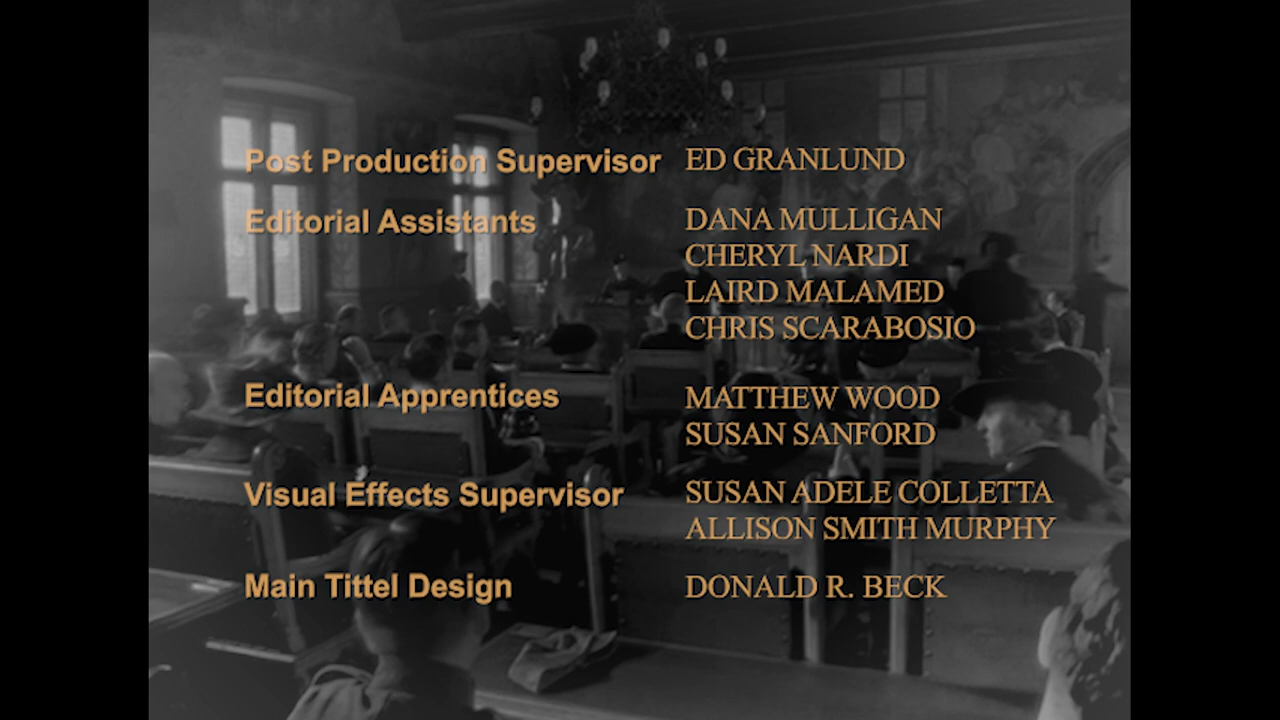 Post Production Supervisor ED GRANLUND
Editorial Assistants DANA MULLIGAN
CHERYL NARDI
LAIRD MALAMED
CHRIS SCARABOSIO
Editorial Apprentices MATTHEW WOOD
SUSAN SANFORD
Visual Effects Supervisor SUSAN ADELE COLLETTA
ALLISON SMITH MURPHY
Main Tittel Design DONALD R. BECK